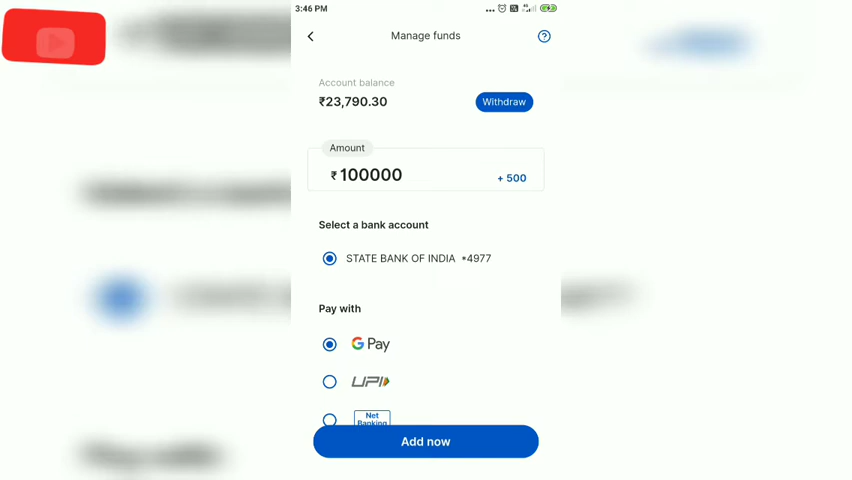 3:46 PM
Manage funds
Account balance
₹23,790.30
Withdraw
Amount
₹ 100000
+ 500
Select a bank account
STATE BANK OF INDIA *4977
Pay with
G Pay
UPI
Net
Banking
Add now